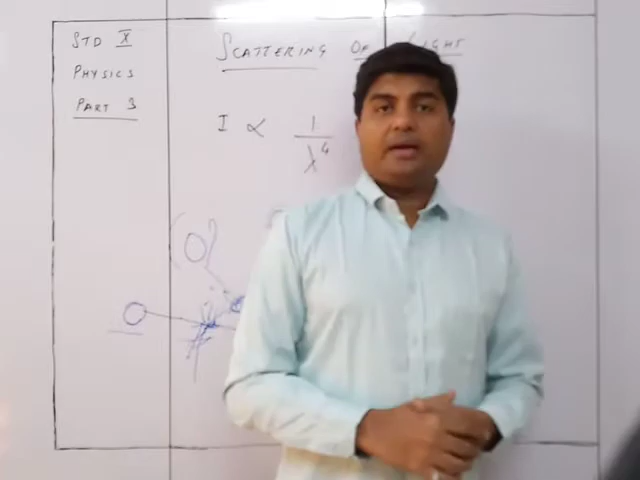 STD X
PHYSICS
PART 3
SCATTERING OF LIGHT
I ∝ 1/λ⁴